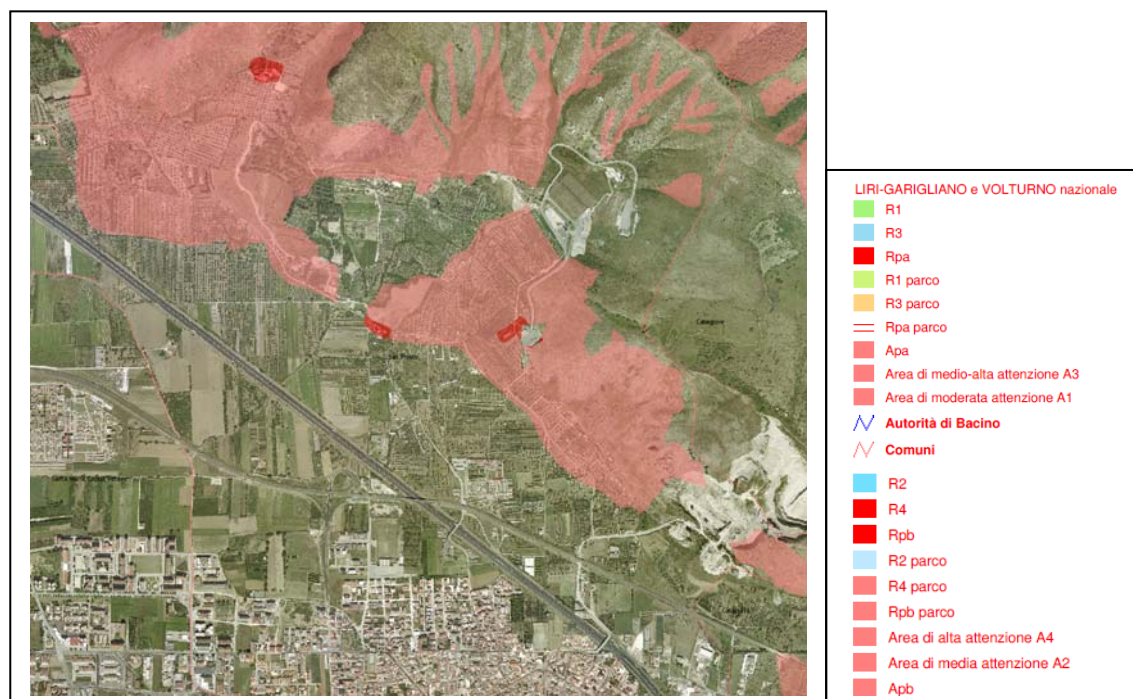 LIRI-GARIGLIANO e VOLTURNO nazionale
R1
R3
Rpa
R1 parco
R3 parco
Rpa parco
Apa
Area di medio-alta attenzione A3
Area di moderata attenzione A1
Autorità di Bacino
Comuni
R2
R4
Rpb
R2 parco
R4 parco
Rpb parco
Area di alta attenzione A4
Area di media attenzione A2
Apb